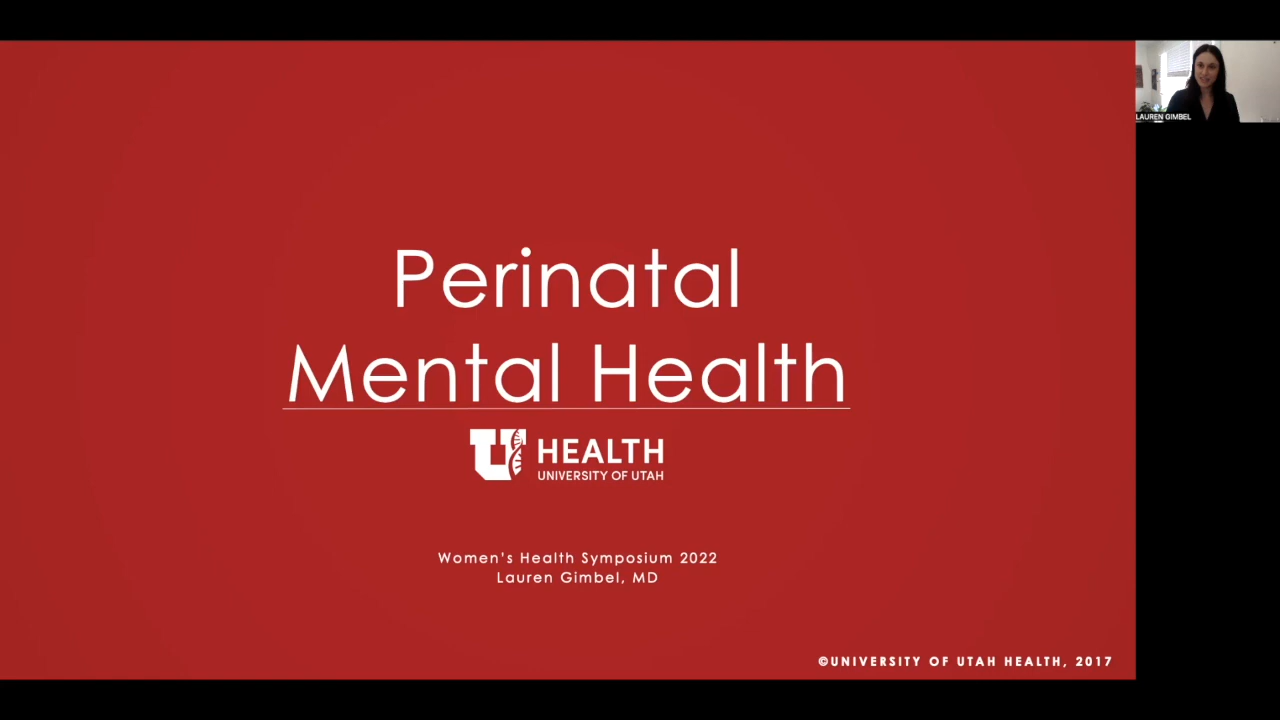 LAUREN GIMBEL
Perinatal
Mental Health
U HEALTH
UNIVERSITY OF UTAH
Women's Health Symposium 2022
Lauren Gimbel, MD
©UNIVERSITY OF UTAH HEALTH, 2017